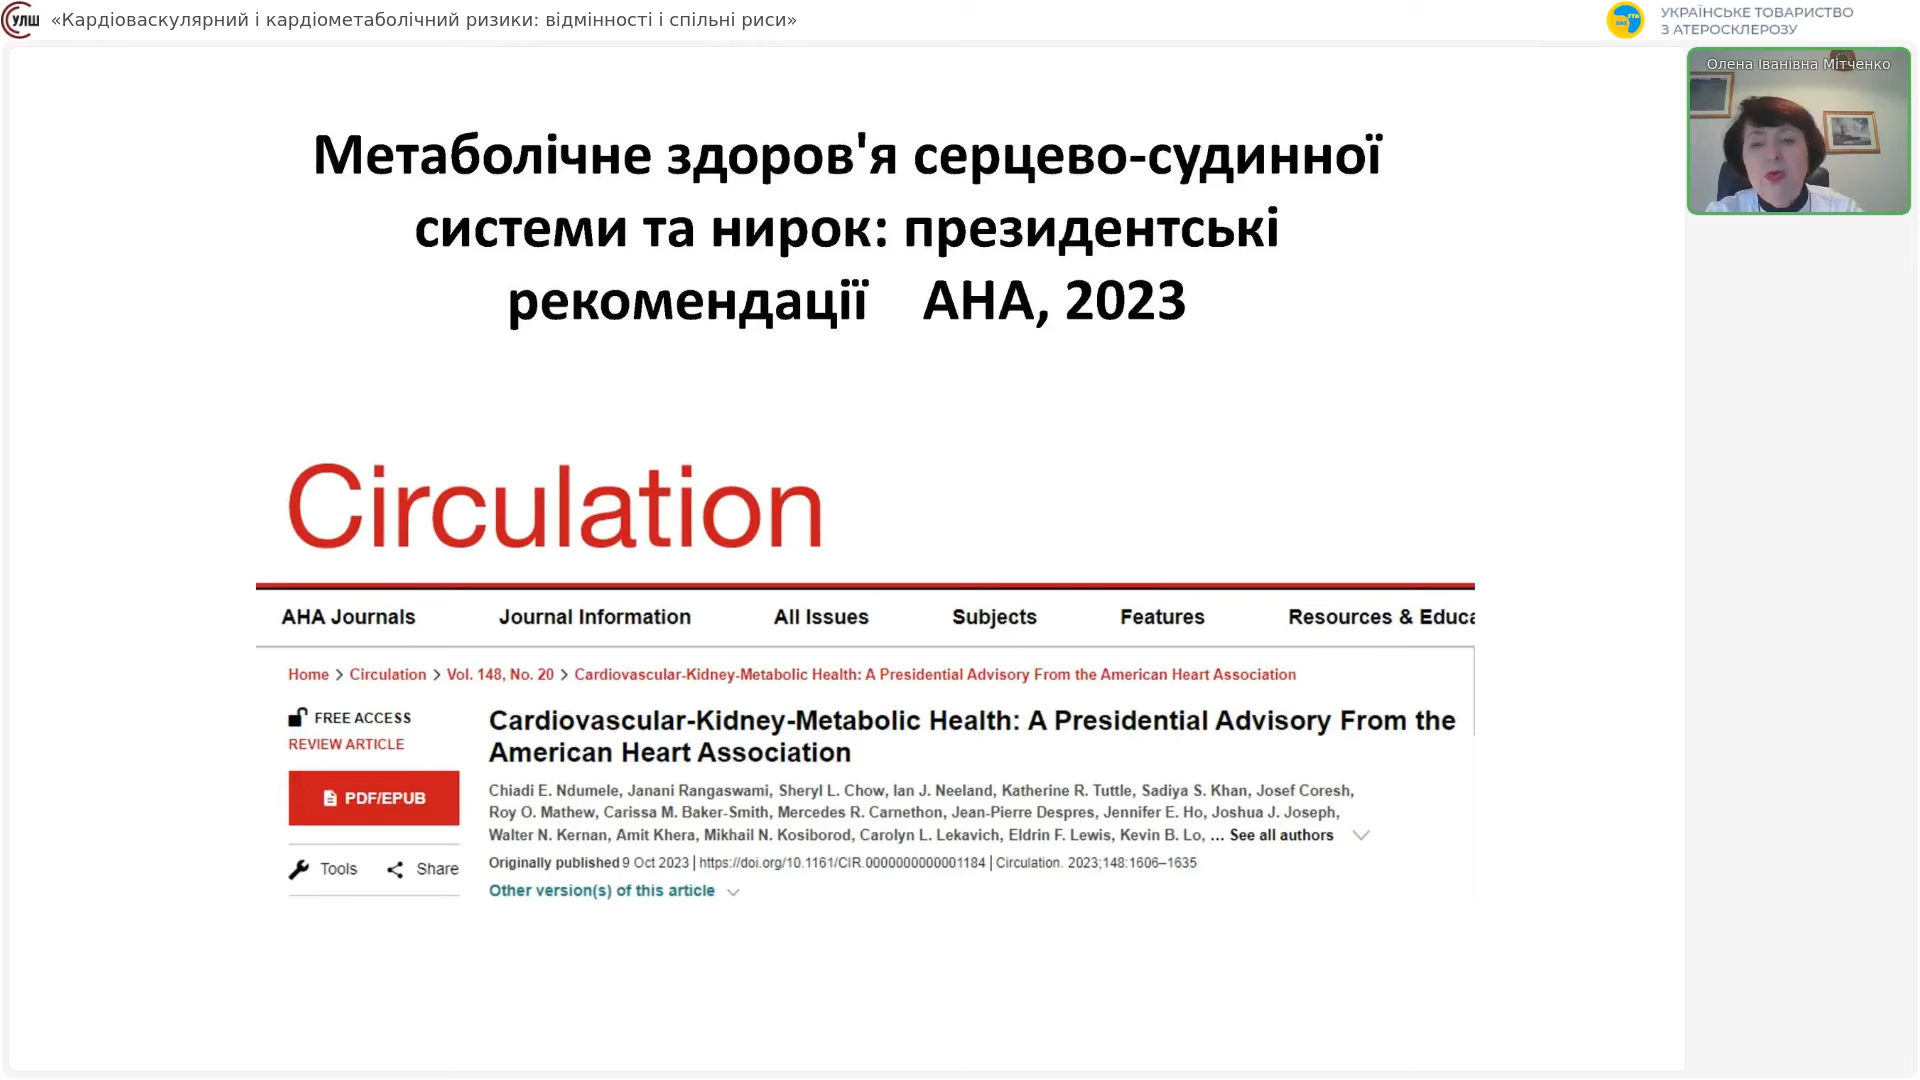 УЛШ «Кардіоваскулярний і кардіометаболічний ризики: відмінності і спільні риси»
УКРАЇНСЬКЕ ТОВАРИСТВО
З АТЕРОСКЛЕРОЗУ
Олена Іванівна Мітченко
Метаболічне здоров'я серцево-судинної
системи та нирок: президентські
рекомендації АНА, 2023
Circulation
AHA Journals Journal Information All Issues Subjects Features Resources & Educa
Home > Circulation > Vol. 148, No. 20 > Cardiovascular-Kidney-Metabolic Health: A Presidential Advisory From the American Heart Association
FREE ACCESS
REVIEW ARTICLE
PDF/EPUB
Tools Share
Cardiovascular-Kidney-Metabolic Health: A Presidential Advisory From the
American Heart Association
Chiadi E. Ndumele, Janani Rangaswami, Sheryl L. Chow, Ian J. Neeland, Katherine R. Tuttle, Sadiya S. Khan, Josef Coresh,
Roy O. Mathew, Carissa M. Baker-Smith, Mercedes R. Carnethon, Jean-Pierre Despres, Jennifer E. Ho, Joshua J. Joseph,
Walter N. Kernan, Amit Khera, Mikhail N. Kosiborod, Carolyn L. Lekavich, Eldrin F. Lewis, Kevin B. Lo, ... See all authors
Originally published 9 Oct 2023 | https://doi.org/10.1161/CIR.0000000000001184 | Circulation. 2023;148:1606–1635
Other version(s) of this article